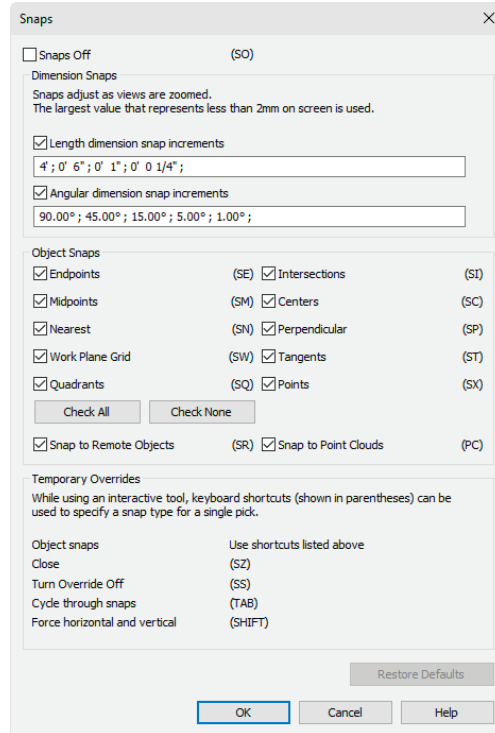 Snaps
Snaps Off (SO)
Dimension Snaps
Snaps adjust as views are zoomed.
The largest value that represents less than 2mm on screen is used.
Length dimension snap increments
4' ; 0' 6" ; 0' 1" ; 0' 0 1/4" ;
Angular dimension snap increments
90.00° ; 45.00° ; 15.00° ; 5.00° ; 1.00° ;
Object Snaps
Endpoints (SE) Intersections (SI)
Midpoints (SM) Centers (SC)
Nearest (SN) Perpendicular (SP)
Work Plane Grid (SW) Tangents (ST)
Quadrants (SQ) Points (SX)
Check All Check None
Snap to Remote Objects (SR) Snap to Point Clouds (PC)
Temporary Overrides
While using an interactive tool, keyboard shortcuts (shown in parentheses) can be
used to specify a snap type for a single pick.
Object snaps Use shortcuts listed above
Close (SZ)
Turn Override Off (SS)
Cycle through snaps (TAB)
Force horizontal and vertical (SHIFT)
Restore Defaults
OK Cancel Help